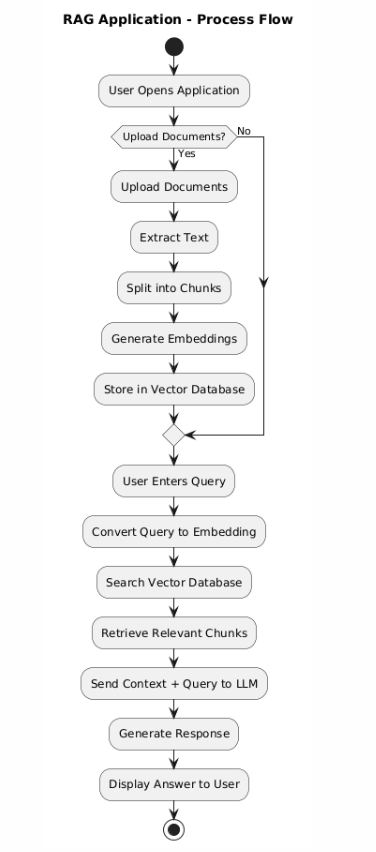 RAG Application - Process Flow
User Opens Application
Upload Documents?
No
Yes
Upload Documents
Extract Text
Split into Chunks
Generate Embeddings
Store in Vector Database
User Enters Query
Convert Query to Embedding
Search Vector Database
Retrieve Relevant Chunks
Send Context + Query to LLM
Generate Response
Display Answer to User